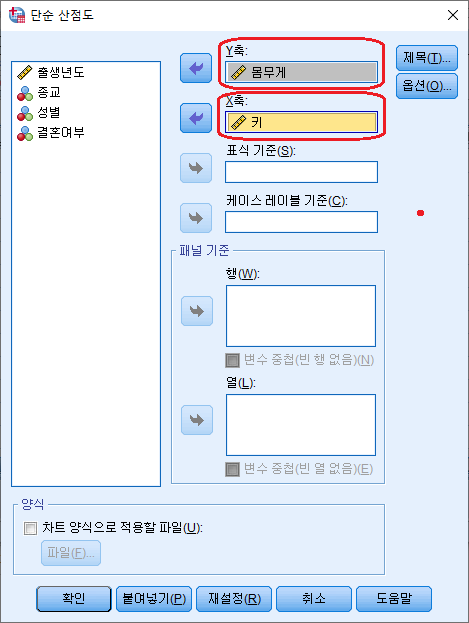 단순 산점도
Y축:
몸무게
제목(T)...
출생년도
종교
성별
결혼여부
옵션(O)...
X축:
키
표식 기준(S):
케이스 레이블 기준(C):
패널 기준
행(W):
변수 중첩(빈 행 없음)(N)
열(L):
변수 중첩(빈 열 없음)(E)
양식
차트 양식으로 적용할 파일(U):
파일(F)...
확인
붙여넣기(P)
재설정(R)
취소
도움말